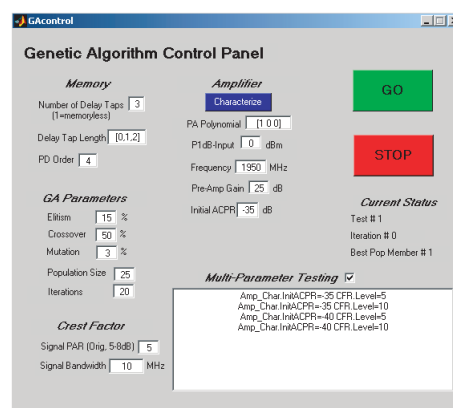 GAcontrol
Genetic Algorithm Control Panel
Memory
Number of Delay Taps 3
(1=memoryless)
Delay Tap Length [0,1,2]
PD Order 4
GA Parameters
Elitism 15 %
Crossover 50 %
Mutation 3 %
Population Size 25
Iterations 20
Crest Factor
Signal PAR (Orig, 5-8dB) 5
Signal Bandwidth 10 MHz
Amplifier
Characterize
PA Polynomial [1 0 0]
P1dB-Input 0 dBm
Frequency 1950 MHz
Pre-Amp Gain 25 dB
Initial ACPR -35 dB
GO
STOP
Current Status
Test # 1
Iteration # 0
Best Pop Member # 1
Multi-Parameter Testing
Amp_Char.InitACPR=-35 CFR.Level=5
Amp_Char.InitACPR=-35 CFR.Level=10
Amp_Char.InitACPR=-40 CFR.Level=5
Amp_Char.InitACPR=-40 CFR.Level=10